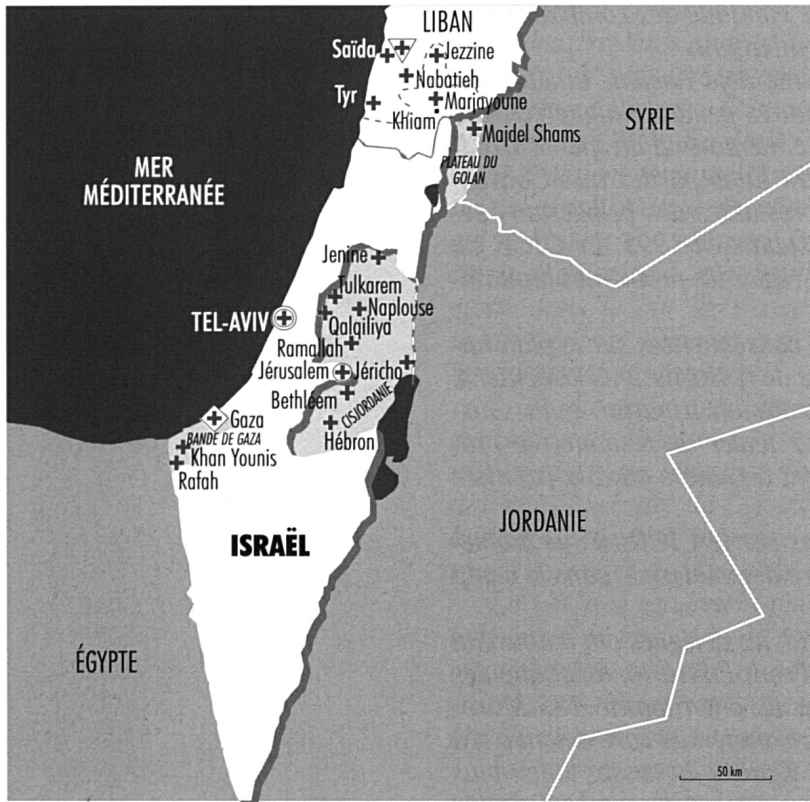 LIBAN
Saïda
Jezzine
Nabatieh
Tyr
Marjayoune
Khiam
Majdel Shams
SYRIE
PLATEAU DU
GOLAN
MER
MÉDITERRANÉE
Jenine
Tulkarem
Naplouse
TEL-AVIV
Qalqiliya
Ramallah
Jérusalem
Jéricho
Bethléem
CISJORDANIE
Gaza
BANDE DE GAZA
Hébron
Khan Younis
Rafah
ISRAËL
JORDANIE
ÉGYPTE
50 km